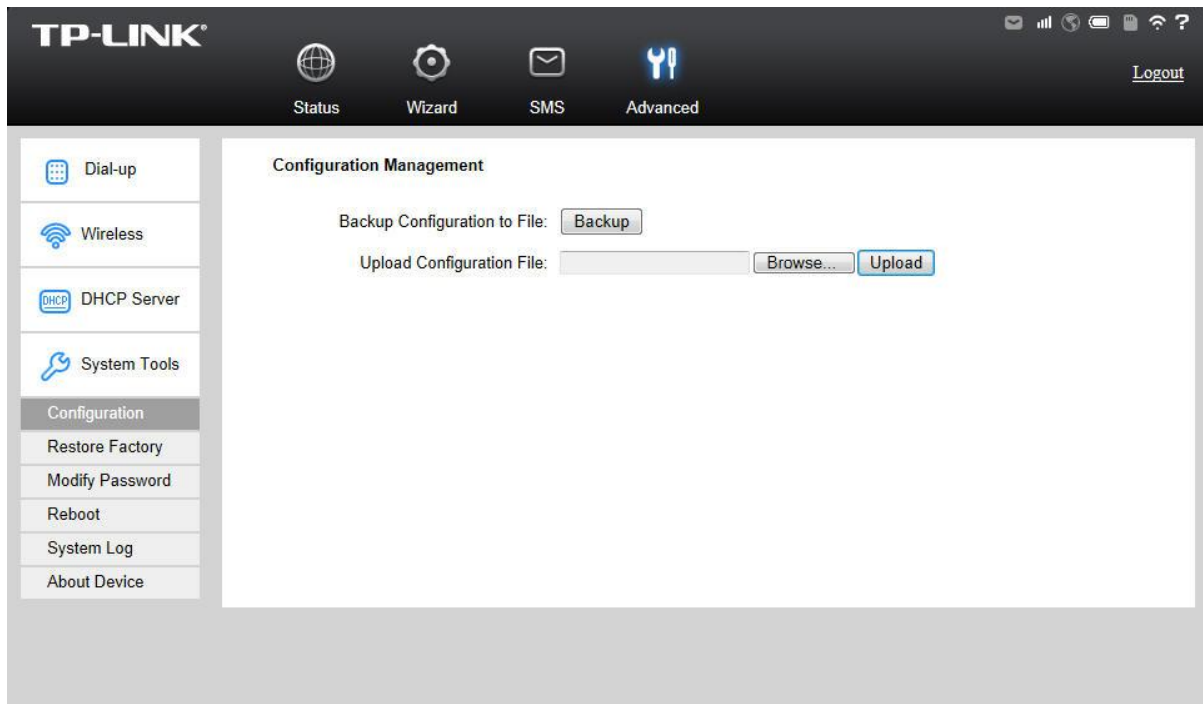 TP-LINK®
?
Logout
Status Wizard SMS Advanced
Dial-up
Wireless
DHCP DHCP Server
System Tools
Configuration
Restore Factory
Modify Password
Reboot
System Log
About Device
Configuration Management
Backup Configuration to File: Backup
Upload Configuration File: Browse... Upload